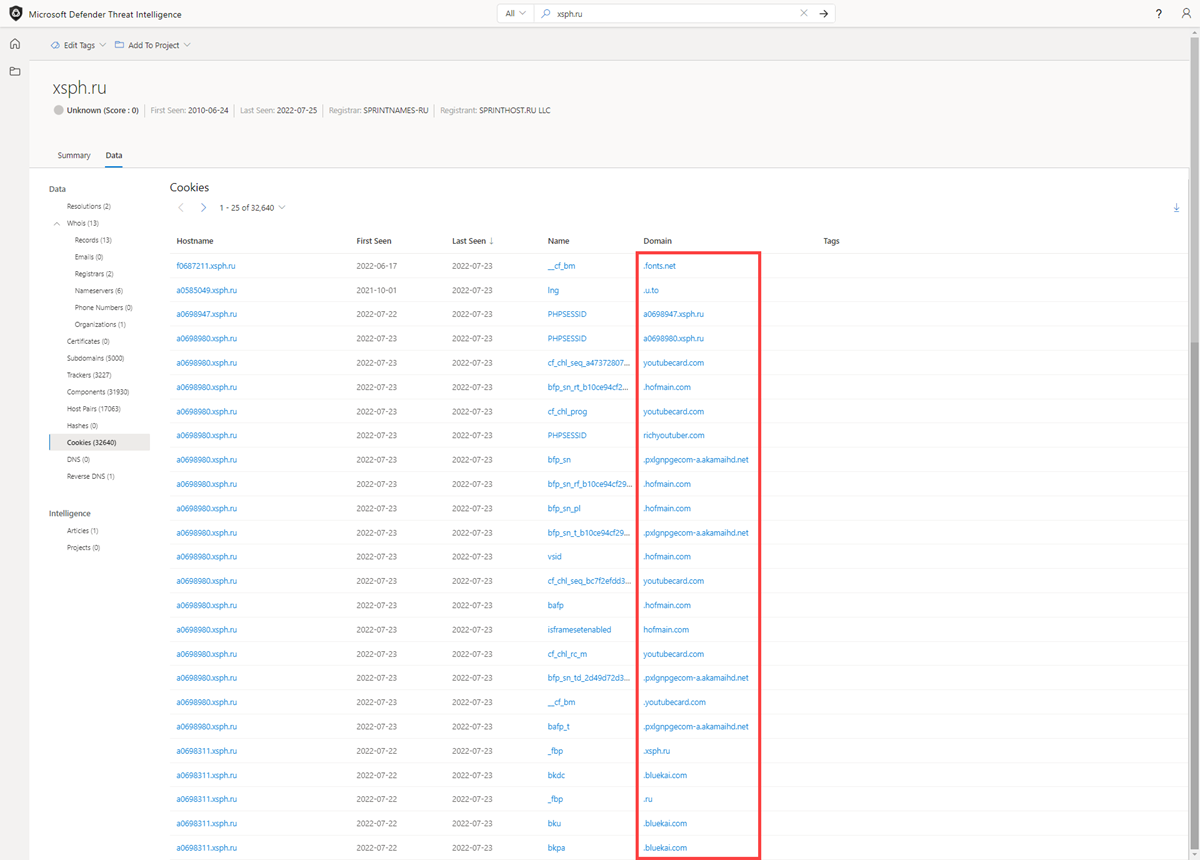 Microsoft Defender Threat Intelligence All xsph.ru ?
Edit Tags Add To Project
xsph.ru
Unknown (Score : 0) First Seen: 2010-06-24 Last Seen: 2022-07-25 Registrar: SPRINTNAMES-RU Registrant: SPRINTHOST.RU LLC
Summary Data
Data
Resolutions (2)
Whois (13)
Records (13)
Emails (0)
Registrars (2)
Nameservers (6)
Phone Numbers (0)
Organizations (1)
Certificates (0)
Subdomains (5000)
Trackers (3227)
Components (31930)
Host Pairs (17063)
Hashes (0)
Cookies (32640)
DNS (0)
Reverse DNS (1)
Intelligence
Articles (1)
Projects (0)
Cookies
1 - 25 of 32,640
Hostname First Seen Last Seen ↓ Name Domain Tags
f0687211.xsph.ru 2022-06-17 2022-07-23 __cf_bm .fonts.net
a0585049.xsph.ru 2021-10-01 2022-07-23 lng .u.to
a0698947.xsph.ru 2022-07-22 2022-07-23 PHPSESSID a0698947.xsph.ru
a0698980.xsph.ru 2022-07-23 2022-07-23 PHPSESSID a0698980.xsph.ru
a0698980.xsph.ru 2022-07-23 2022-07-23 cf_chl_seq_a47372807... youtubecard.com
a0698980.xsph.ru 2022-07-23 2022-07-23 bfp_sn_rt_b10ce94cf2... .hofmain.com
a0698980.xsph.ru 2022-07-23 2022-07-23 cf_chl_prog youtubecard.com
a0698980.xsph.ru 2022-07-23 2022-07-23 PHPSESSID richyoutuber.com
a0698980.xsph.ru 2022-07-23 2022-07-23 bfp_sn .pxlgnpgecom-a.akamaihd.net
a0698980.xsph.ru 2022-07-23 2022-07-23 bfp_sn_rf_b10ce94cf29... .hofmain.com
a0698980.xsph.ru 2022-07-23 2022-07-23 bfp_sn_pl .hofmain.com
a0698980.xsph.ru 2022-07-23 2022-07-23 bfp_sn_t_b10ce94cf29... .pxlgnpgecom-a.akamaihd.net
a0698980.xsph.ru 2022-07-23 2022-07-23 vsid .hofmain.com
a0698980.xsph.ru 2022-07-23 2022-07-23 cf_chl_seq_bc7f2efdd3... youtubecard.com
a0698980.xsph.ru 2022-07-23 2022-07-23 bafp .hofmain.com
a0698980.xsph.ru 2022-07-23 2022-07-23 isframesetenabled hofmain.com
a0698980.xsph.ru 2022-07-23 2022-07-23 cf_chl_rc_m youtubecard.com
a0698980.xsph.ru 2022-07-23 2022-07-23 bfp_sn_td_2d49d72d3... .pxlgnpgecom-a.akamaihd.net
a0698980.xsph.ru 2022-07-23 2022-07-23 __cf_bm .youtubecard.com
a0698980.xsph.ru 2022-07-23 2022-07-23 bafp_t .pxlgnpgecom-a.akamaihd.net
a0698311.xsph.ru 2022-07-22 2022-07-23 _fbp .xsph.ru
a0698311.xsph.ru 2022-07-22 2022-07-23 bkdc .bluekai.com
a0698311.xsph.ru 2022-07-22 2022-07-23 _fbp .ru
a0698311.xsph.ru 2022-07-22 2022-07-23 bku .bluekai.com
a0698311.xsph.ru 2022-07-22 2022-07-23 bkpa .bluekai.com